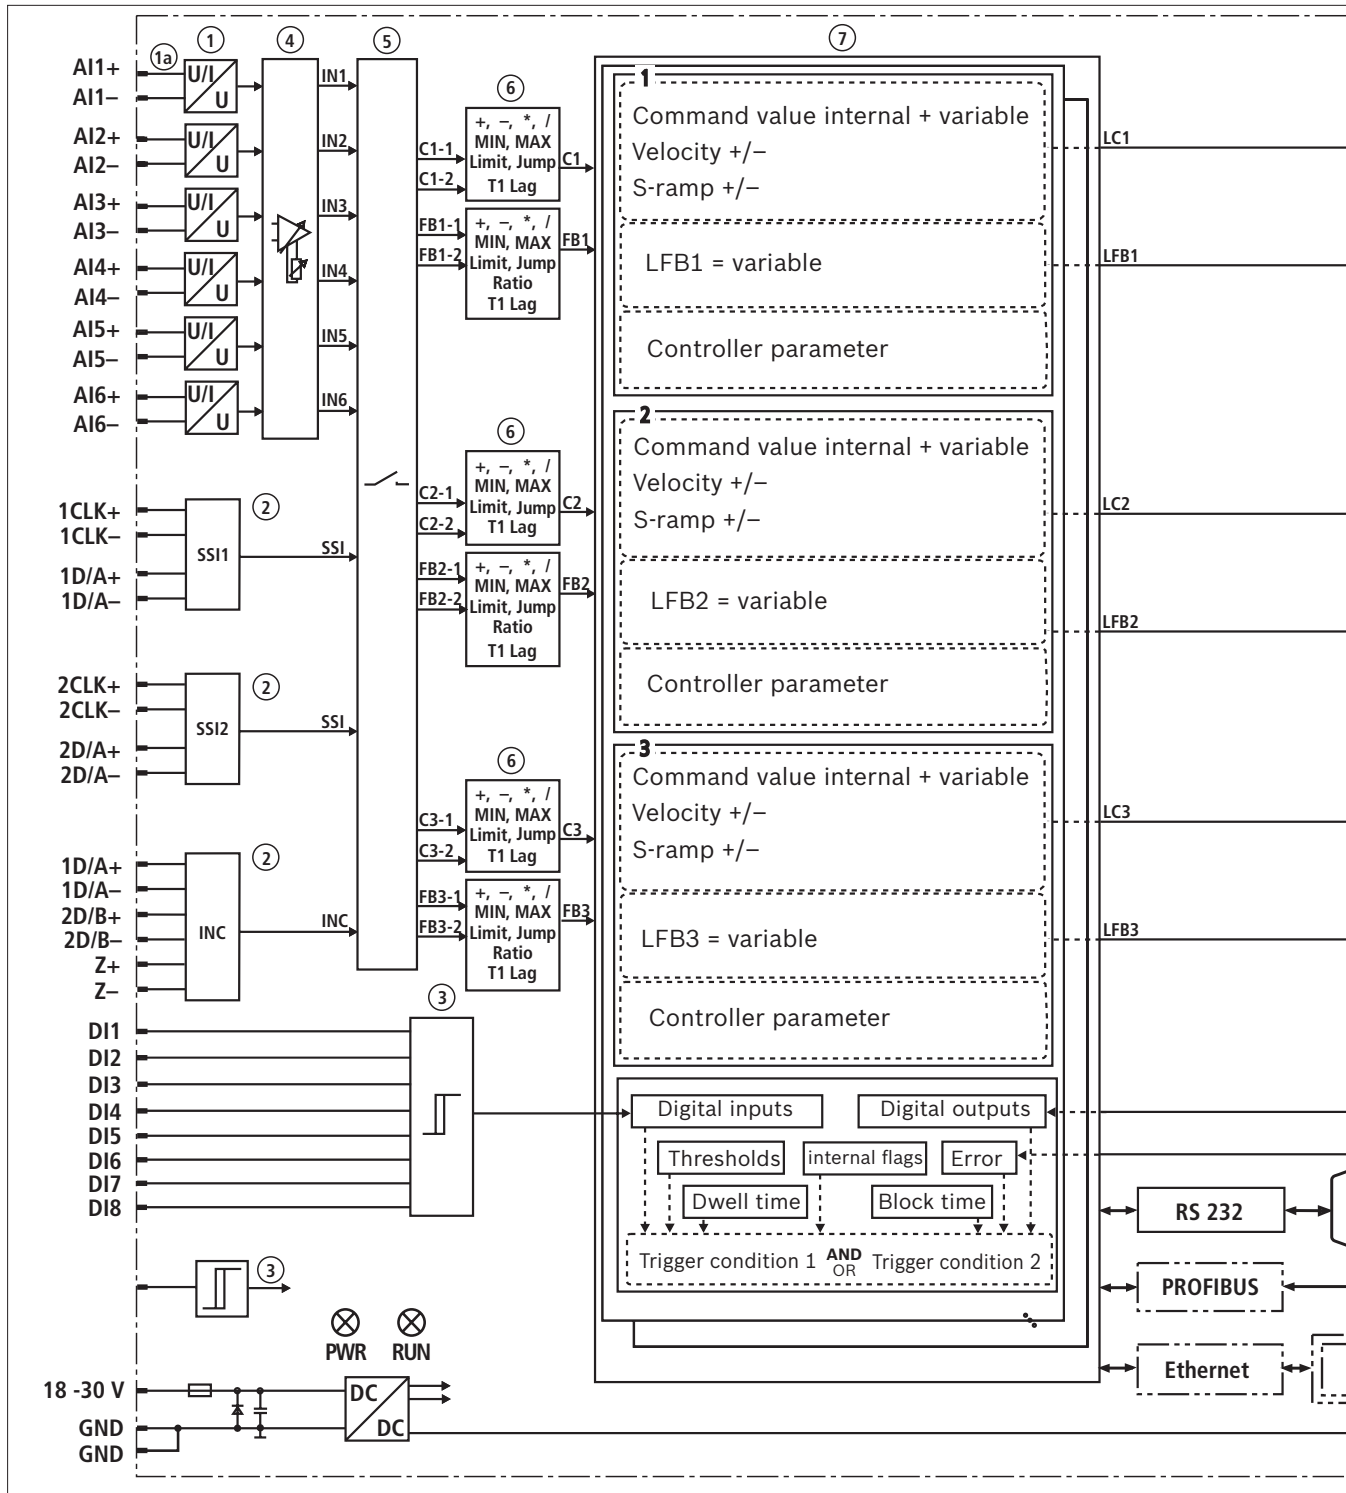 1a
1
4
5
6
7
AI1+
AI1–
AI2+
AI2–
AI3+
AI3–
AI4+
AI4–
AI5+
AI5–
AI6+
AI6–
U/I
U
U/I
U
U/I
U
U/I
U
U/I
U
U/I
U
IN1
IN2
IN3
IN4
IN5
IN6
C1-1
C1-2
+, –, *, /
MIN, MAX
Limit, Jump
T1 Lag
C1
FB1-1
FB1-2
+, –, *, /
MIN, MAX
Limit, Jump
Ratio
T1 Lag
FB1
1
Command value internal + variable
Velocity +/–
S-ramp +/–
LFB1 = variable
Controller parameter
LC1
LFB1
1CLK+
1CLK–
1D/A+
1D/A–
SSI1
2
SSI
6
C2-1
C2-2
+, –, *, /
MIN, MAX
Limit, Jump
T1 Lag
C2
FB2-1
FB2-2
+, –, *, /
MIN, MAX
Limit, Jump
Ratio
T1 Lag
FB2
2
Command value internal + variable
Velocity +/–
S-ramp +/–
LFB2 = variable
Controller parameter
LC2
LFB2
2CLK+
2CLK–
2D/A+
2D/A–
SSI2
2
SSI
6
C3-1
C3-2
+, –, *, /
MIN, MAX
Limit, Jump
T1 Lag
C3
FB3-1
FB3-2
+, –, *, /
MIN, MAX
Limit, Jump
Ratio
T1 Lag
FB3
3
Command value internal + variable
Velocity +/–
S-ramp +/–
LFB3 = variable
Controller parameter
LC3
LFB3
1D/A+
1D/A–
2D/B+
2D/B–
Z+
Z–
INC
2
INC
DI1
DI2
DI3
DI4
DI5
DI6
DI7
DI8
3
Digital inputs
Digital outputs
Thresholds
internal flags
Error
Dwell time
Block time
Trigger condition 1 AND Trigger condition 2
OR
RS 232
PROFIBUS
Ethernet
3
PWR
RUN
18 -30 V
GND
GND
DC
DC